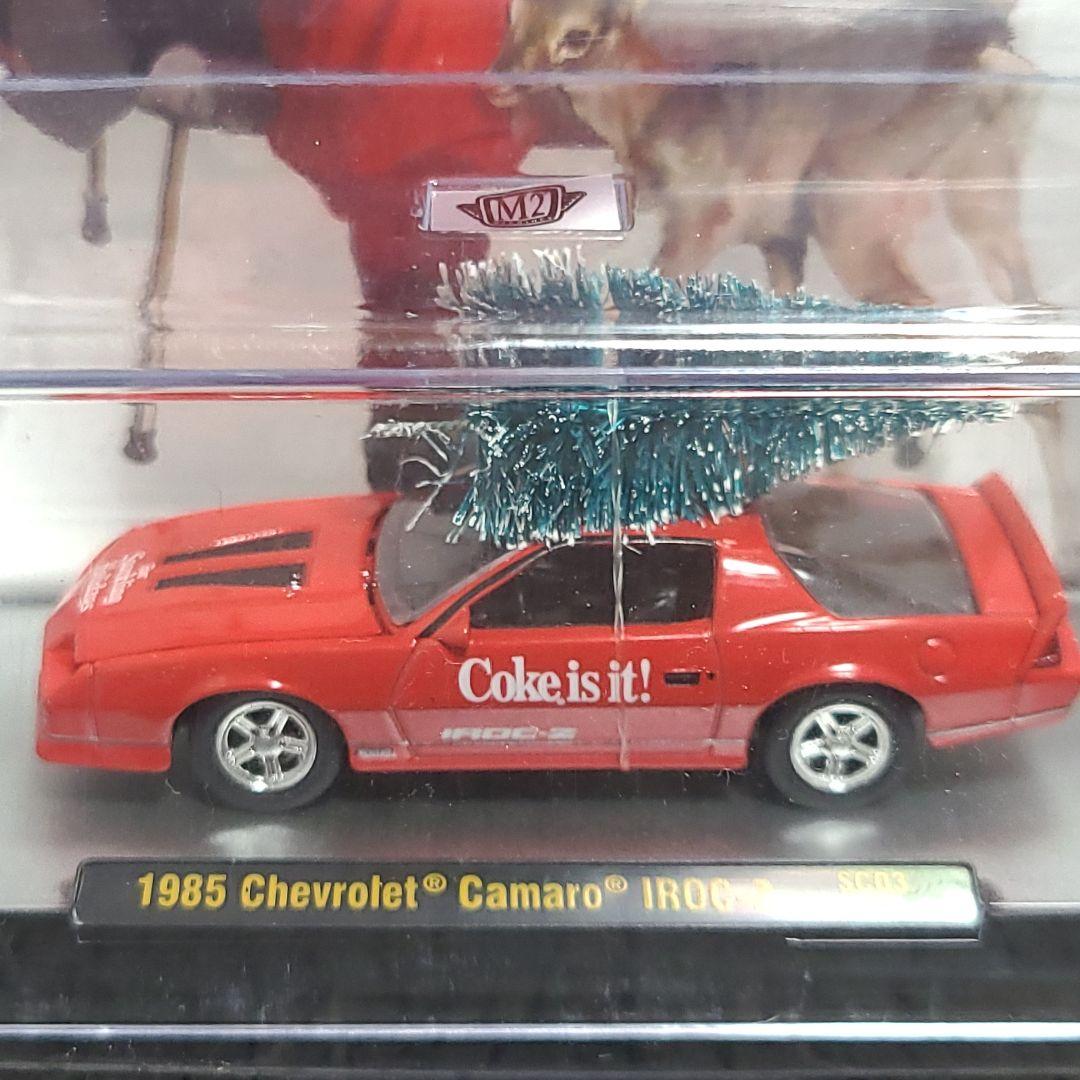 M2
Coke is it!
IROC-Z
1985 Chevrolet® Camaro® IROC-Z SC03